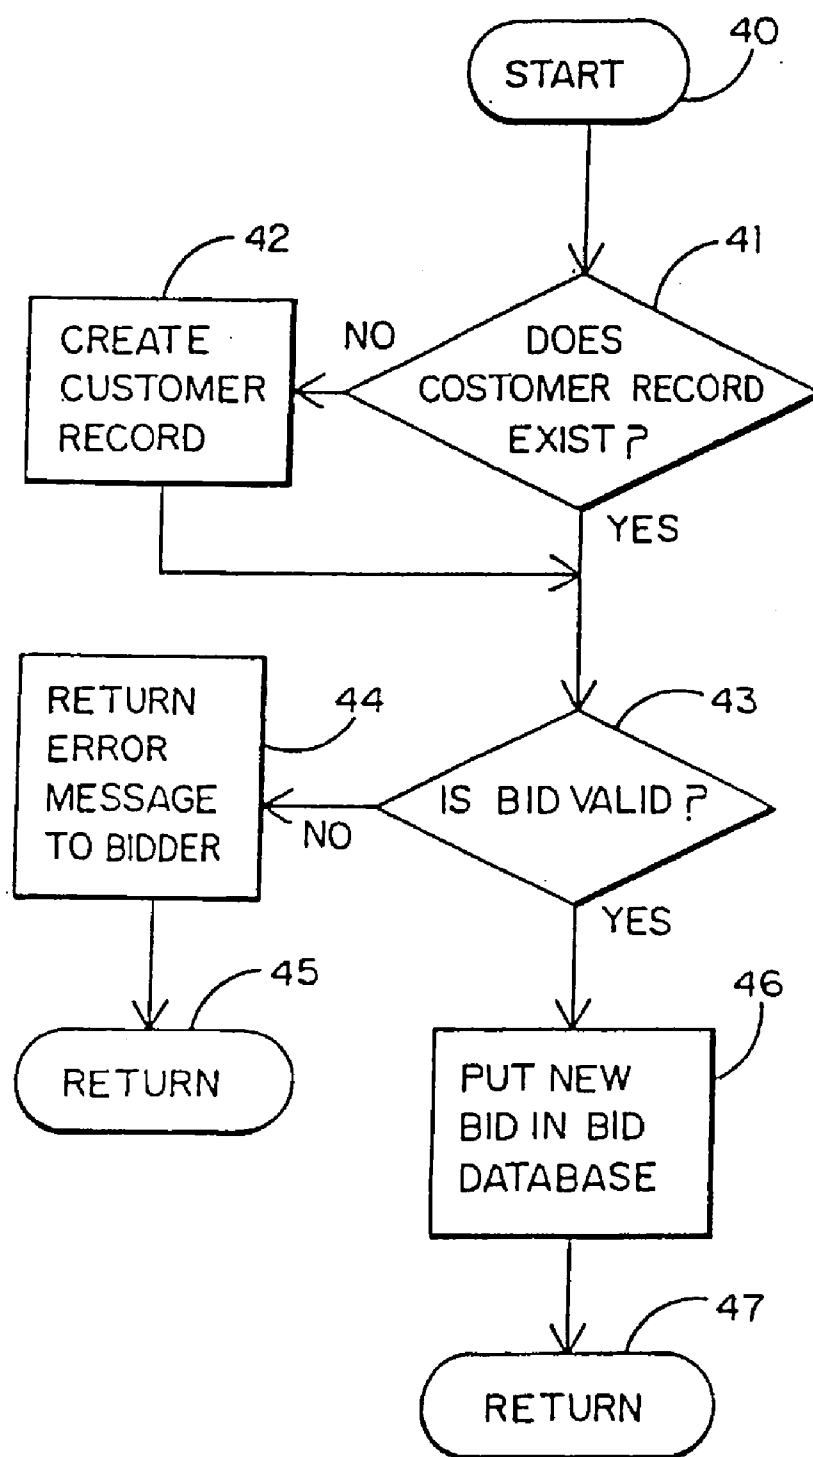 40
START
42
41
CREATE
CUSTOMER
RECORD
NO
DOES
COSTOMER RECORD
EXIST?
YES
RETURN
ERROR
MESSAGE
TO BIDDER
44
43
IS BID VALID?
NO
YES
45
RETURN
46
PUT NEW
BID IN BID
DATABASE
47
RETURN